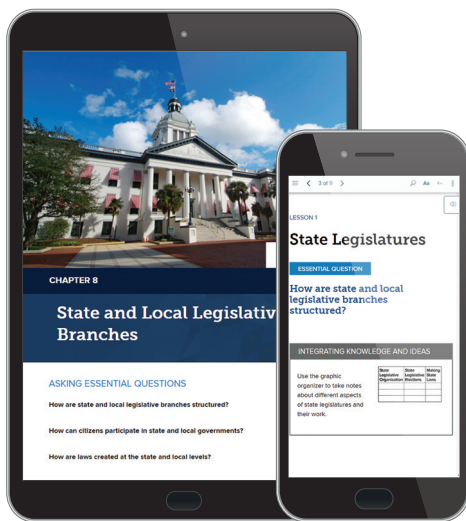 CHAPTER 8
State and Local Legislativ
Branches
ASKING ESSENTIAL QUESTIONS
How are state and local legislative branches structured?
How can citizens participate in state and local governments?
How are laws created at the state and local levels?
3 of 9
Aa
LESSON 1
State Legislatures
ESSENTIAL QUESTION
How are state and local
legislative branches
structured?
INTEGRATING KNOWLEDGE AND IDEAS
Use the graphic
organizer to take notes
about different aspects
of state legislatures and
their work.
State Legislative Organization
State Legislative Elections
Making State Laws